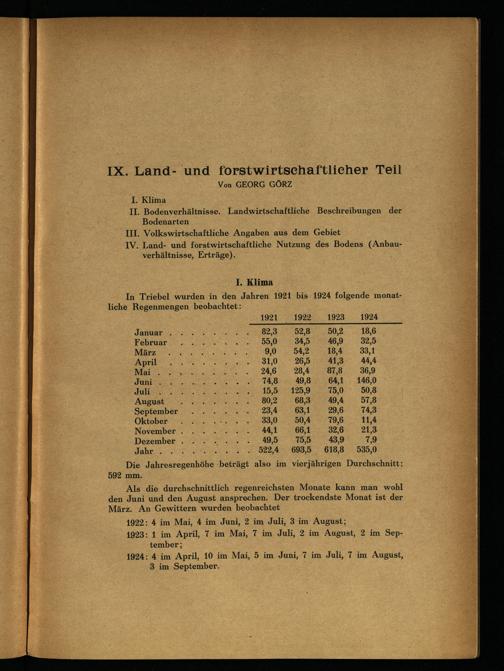 IX. Land- und forstwirtschaftlicher Teil
Von GEORG GÖRZ
I. Klima
II. Bodenverhältnisse. Landwirtschaftliche Beschreibungen der
Bodenarten
III. Volkswirtschaftliche Angaben aus dem Gebiet
IV. Land- und forstwirtschaftliche Nutzung des Bodens (Anbau-
verhältnisse, Erträge).
I. Klima
In Triebel wurden in den Jahren 1921 bis 1924 folgende monat-
liche Regenmengen beobachtet:
1921 1922 1923 1924
Januar . . . . . . . . 82,3 52,8 50,2 18,6
Februar . . . . . . . 55,0 34,5 46,9 32,5
März . . . . . . . . 9,0 54,2 18,4 33,1
April . . . . . . . . 31,0 26,5 41,3 44,4
Mai . . . . . . . . . 24,6 28,4 87,8 36,9
Juni . . . . . . . . . 74,8 49,8 64,1 146,0
Juli . . . . . . . . . 15,5 125,9 75,0 50,8
August . . . . . . . 80,2 68,3 49,4 57,8
September . . . . . . 23,4 63,1 29,6 74,3
Oktober . . . . . . . 33,0 50,4 79,6 11,4
November . . . . . . 44,1 66,1 32,6 21,3
Dezember . . . . . . 49,5 75,5 43,9 7,9
Jahr . . . . . . . . . 522,4 693,5 618,8 535,0
Die Jahresregenhöhe beträgt also im vierjährigen Durchschnitt:
592 mm.
Als die durchschnittlich regenreichsten Monate kann man wohl
den Juni und den August ansprechen. Der trockendste Monat ist der
März. An Gewittern wurden beobachtet
1922: 4 im Mai, 4 im Juni, 2 im Juli, 3 im August;
1923: 1 im April, 7 im Mai, 7 im Juli, 2 im August, 2 im Sep-
tember;
1924: 4 im April, 10 im Mai, 5 im Juni, 7 im Juli, 7 im August,
3 im September.